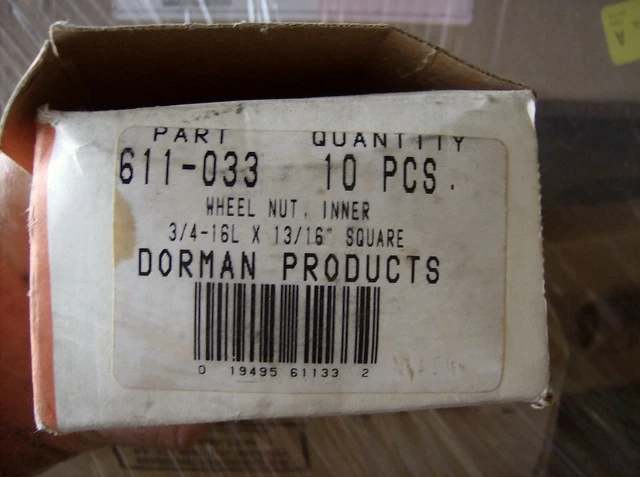 PART QUANTITY
611-033 10 PCS.
WHEEL NUT, INNER
3/4-16L X 13/16" SQUARE
DORMAN PRODUCTS
0 19495 61133 2